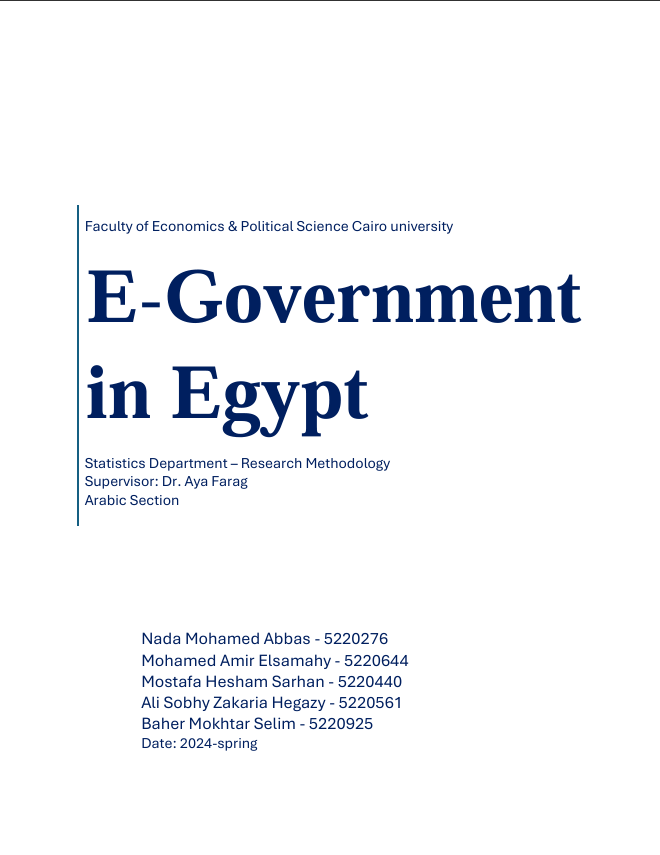 Faculty of Economics & Political Science Cairo university
E-Government
in Egypt
Statistics Department – Research Methodology
Supervisor: Dr. Aya Farag
Arabic Section
Nada Mohamed Abbas - 5220276
Mohamed Amir Elsamahy - 5220644
Mostafa Hesham Sarhan - 5220440
Ali Sobhy Zakaria Hegazy - 5220561
Baher Mokhtar Selim - 5220925
Date: 2024-spring